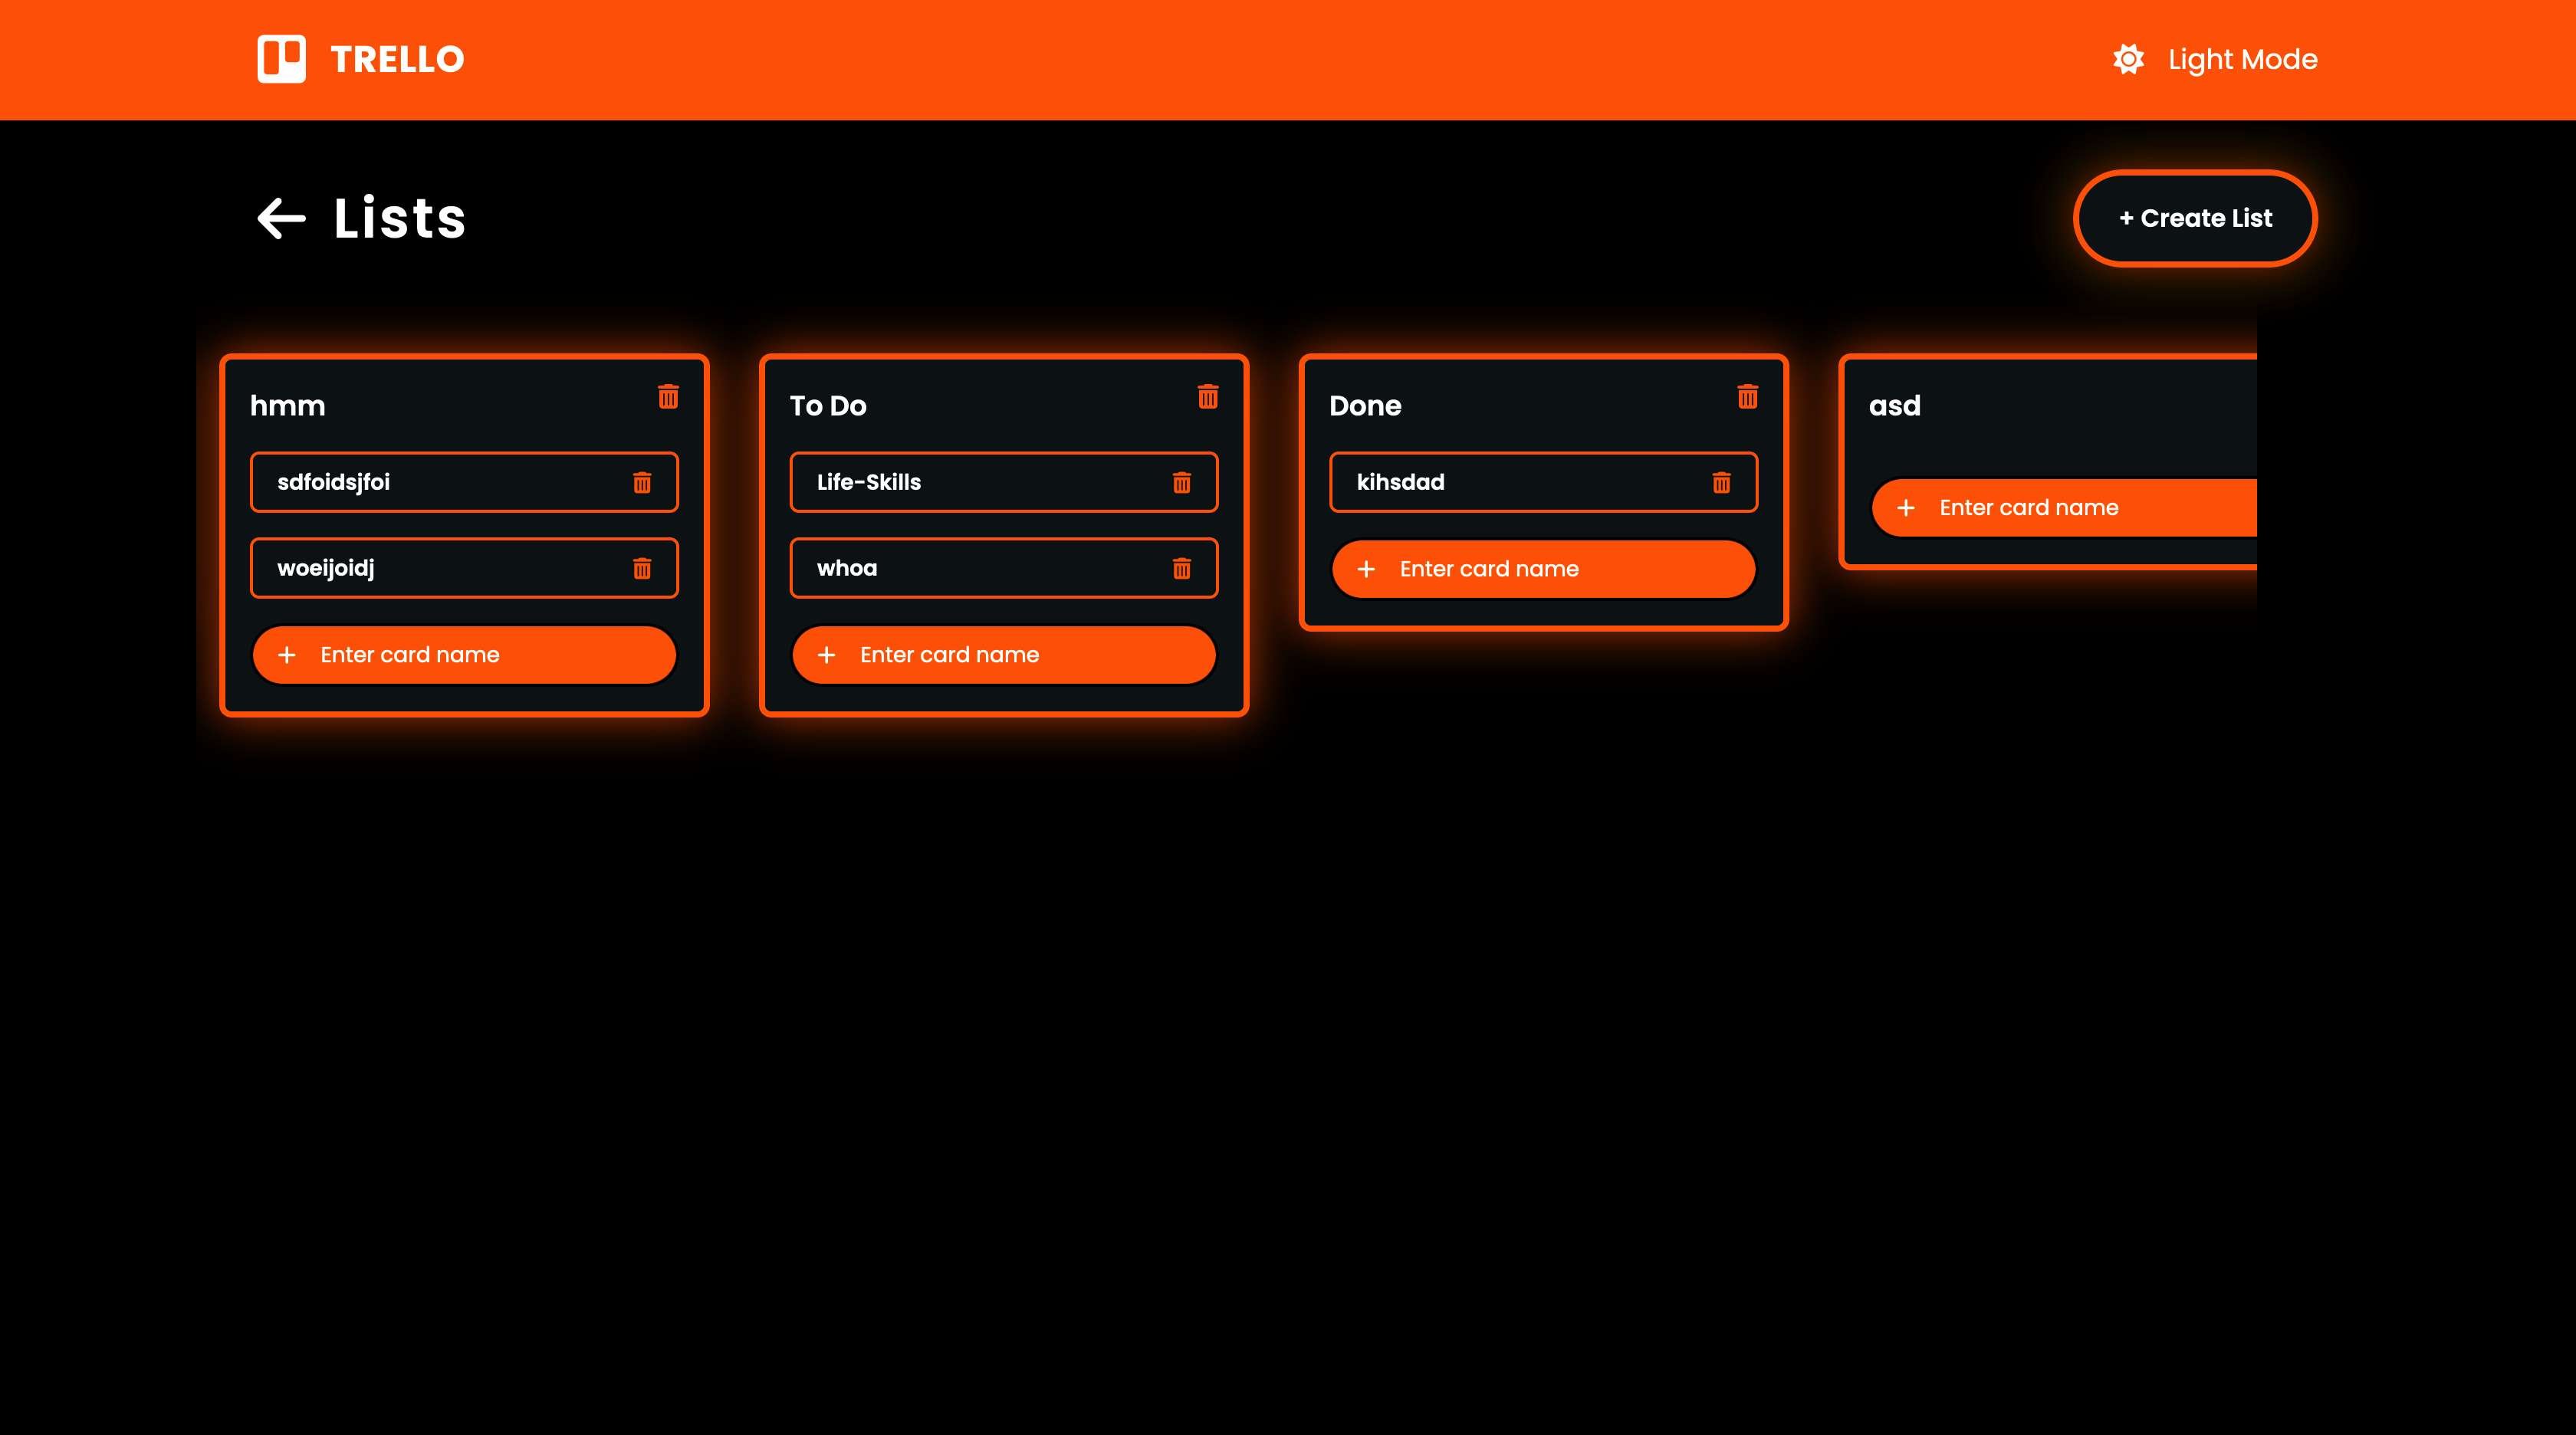 TRELLO
Light Mode
Lists
+ Create List
hmm
sdfoidsjfoi
woeijoidj
+ Enter card name
To Do
Life-Skills
whoa
+ Enter card name
Done
kihsdad
+ Enter card name
asd
+ Enter card name